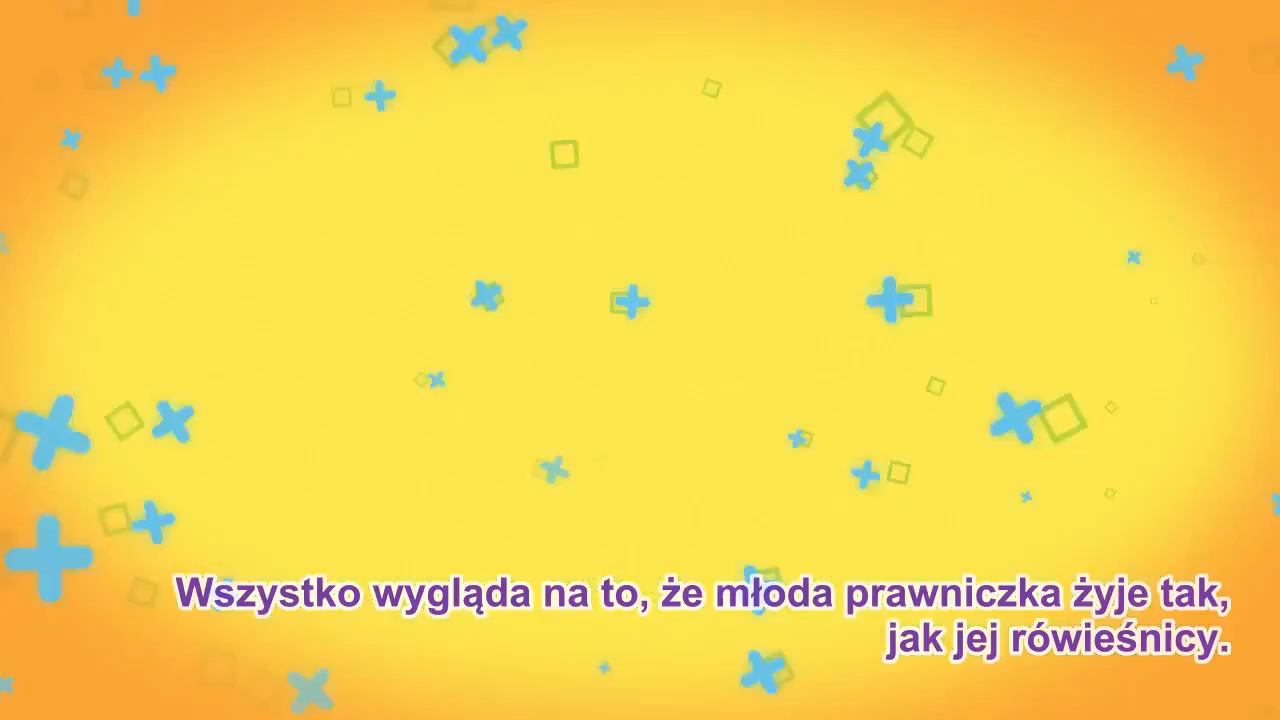 Wszystko wygląda na to, że młoda prawniczka żyje tak,
jak jej rówieśnicy.